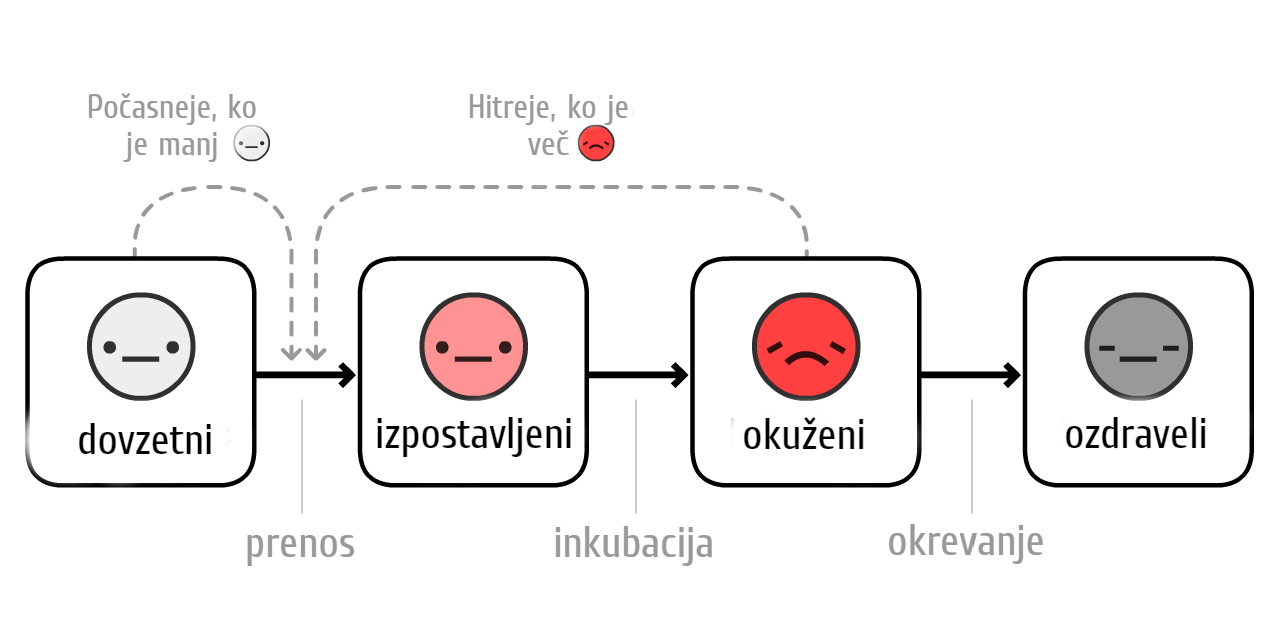 Počasneje, ko
je manj
Hitreje, ko je
več
dovzetni
izpostavljeni
okuženi
ozdraveli
prenos
inkubacija
okrevanje